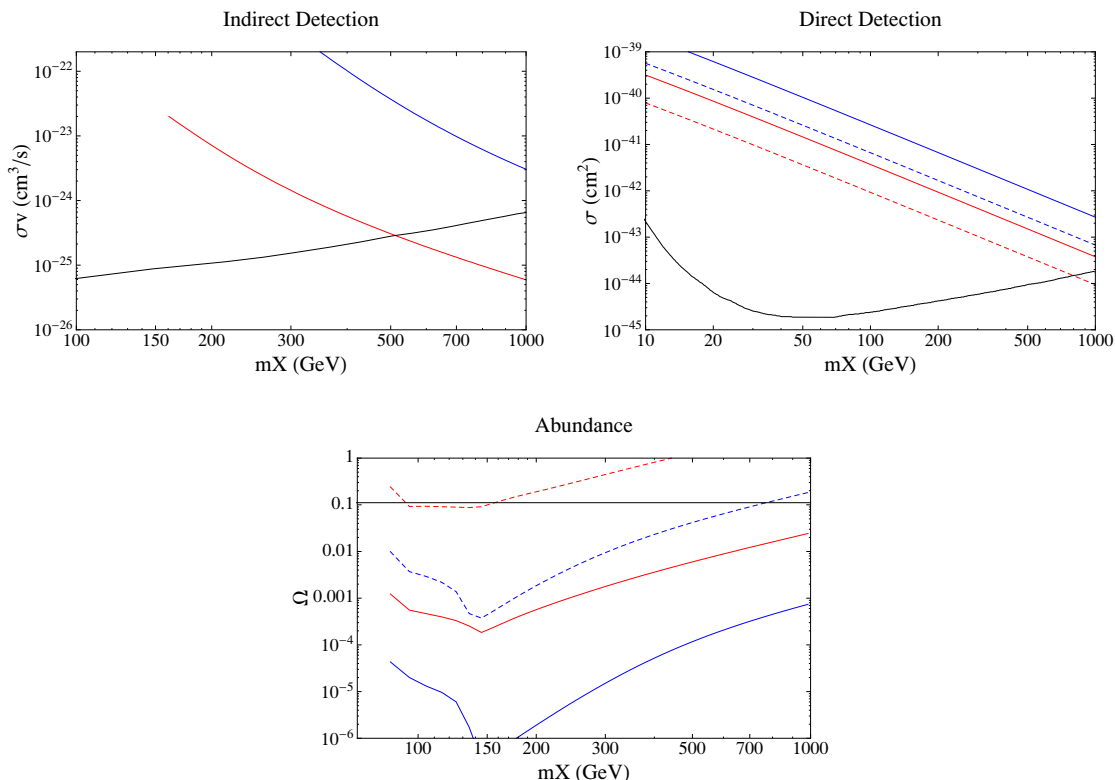 Indirect Detection
10⁻²²
10⁻²³
10⁻²⁴
10⁻²⁵
10⁻²⁶
σv (cm³/s)
100 150 200 300 500 700 1000
mX (GeV)
Direct Detection
10⁻³⁹
10⁻⁴⁰
10⁻⁴¹
10⁻⁴²
10⁻⁴³
10⁻⁴⁴
10⁻⁴⁵
σ (cm²)
10 20 50 100 200 500 1000
mX (GeV)
Abundance
1
0.1
0.01
0.001
10⁻⁴
10⁻⁵
10⁻⁶
Ω
100 150 200 300 500 700 1000
mX (GeV)